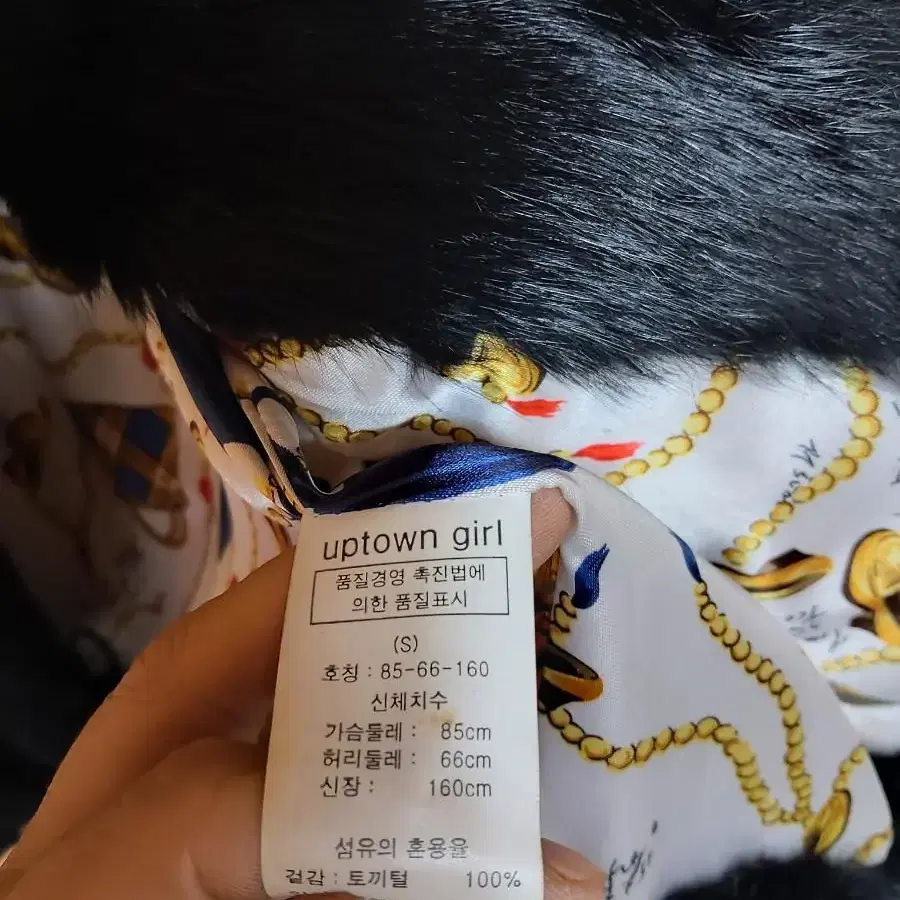 uptown girl
품질경영 촉진법에
의한 품질표시
(S)
호칭 : 85-66-160
신체치수
가슴둘레 : 85cm
허리둘레 : 66cm
신장 : 160cm
섬유의 혼용율
겉감 : 토끼털 100%